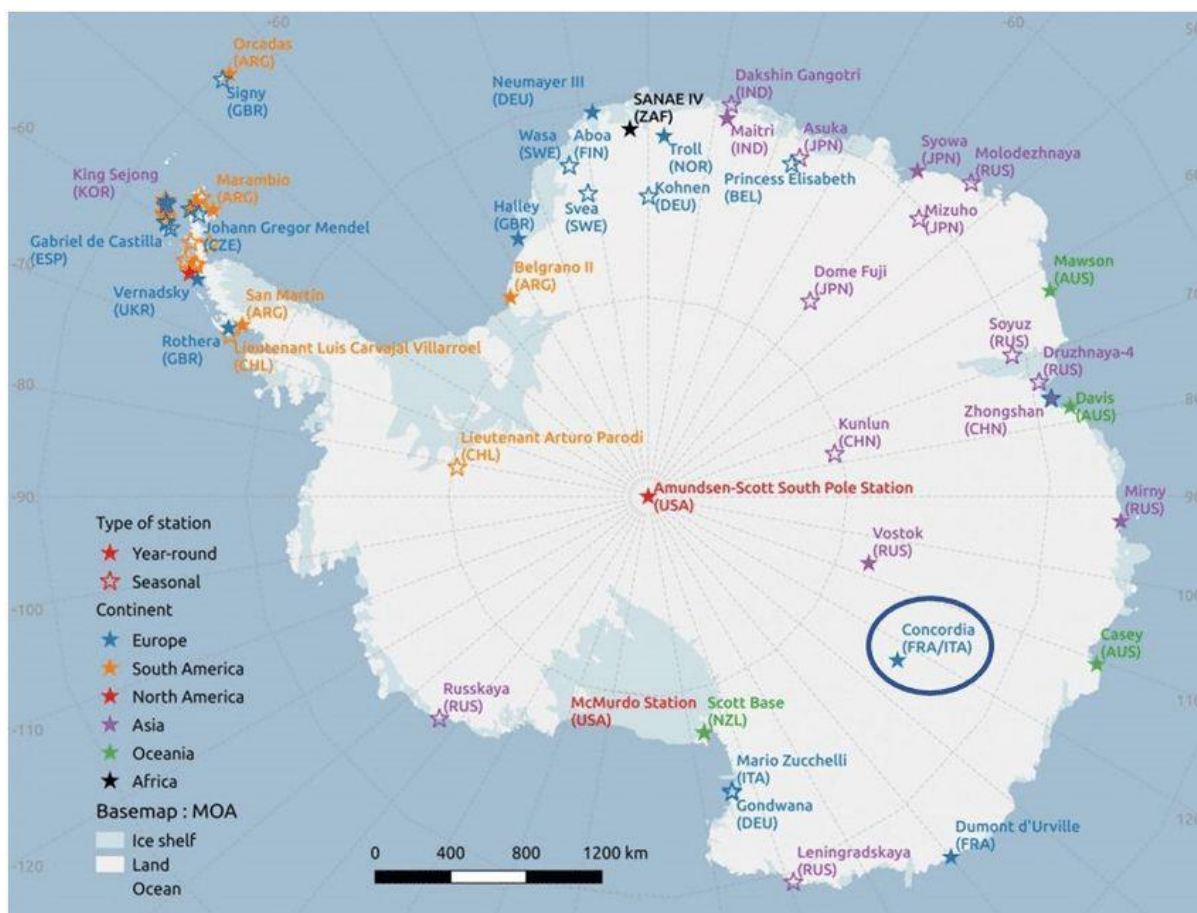 -60
-60
50
Orcadas
(ARG)
Signy
(GBR)
Neumayer III
(DEU)
Dakshin Gangotri
(IND)
SANAE IV
(ZAF)
-60
Wasa
(SWE)
Aboa
(FIN)
Troll
(NOR)
Maitri
(IND)
Asuka
(JPN)
Syowa
(JPN)
Molodezhnaya
(RUS)
King Sejong
(KOR)
Marambio
(ARG)
Halley
(GBR)
Svea
(SWE)
Kohnen
(DEU)
Princess Elisabeth
(BEL)
Mizuho
(JPN)
Gabriel de Castilla
(ESP)
Johann Gregor Mendel
(CZE)
-70
Belgrano II
(ARG)
Dome Fuji
(JPN)
Mawson
(AUS)
70
Vernadsky
(UKR)
San Martin
(ARG)
Rothera
(GBR)
Lieutenant Luis Carvajal Villarroel
(CHL)
Soyuz
(RUS)
Druzhnaya-4
(RUS)
-80
80
Zhongshan
(CHN)
Davis
(AUS)
Lieutenant Arturo Parodi
(CHL)
Kunlun
(CHN)
-90
Amundsen-Scott South Pole Station
(USA)
Mirny
(RUS)
90
Vostok
(RUS)
Type of station
Year-round
Seasonal
Continent
Europe
South America
North America
Asia
Oceania
Africa
Basemap : MOA
Ice shelf
Land
Ocean
-100
100
Concordia
(FRA/ITA)
Casey
(AUS)
Russkaya
(RUS)
McMurdo Station
(USA)
Scott Base
(NZL)
-110
110
Mario Zucchelli
(ITA)
Gondwana
(DEU)
Dumont d'Urville
(FRA)
120
-120
0 400 800 1200 km
Leningradskaya
(RUS)